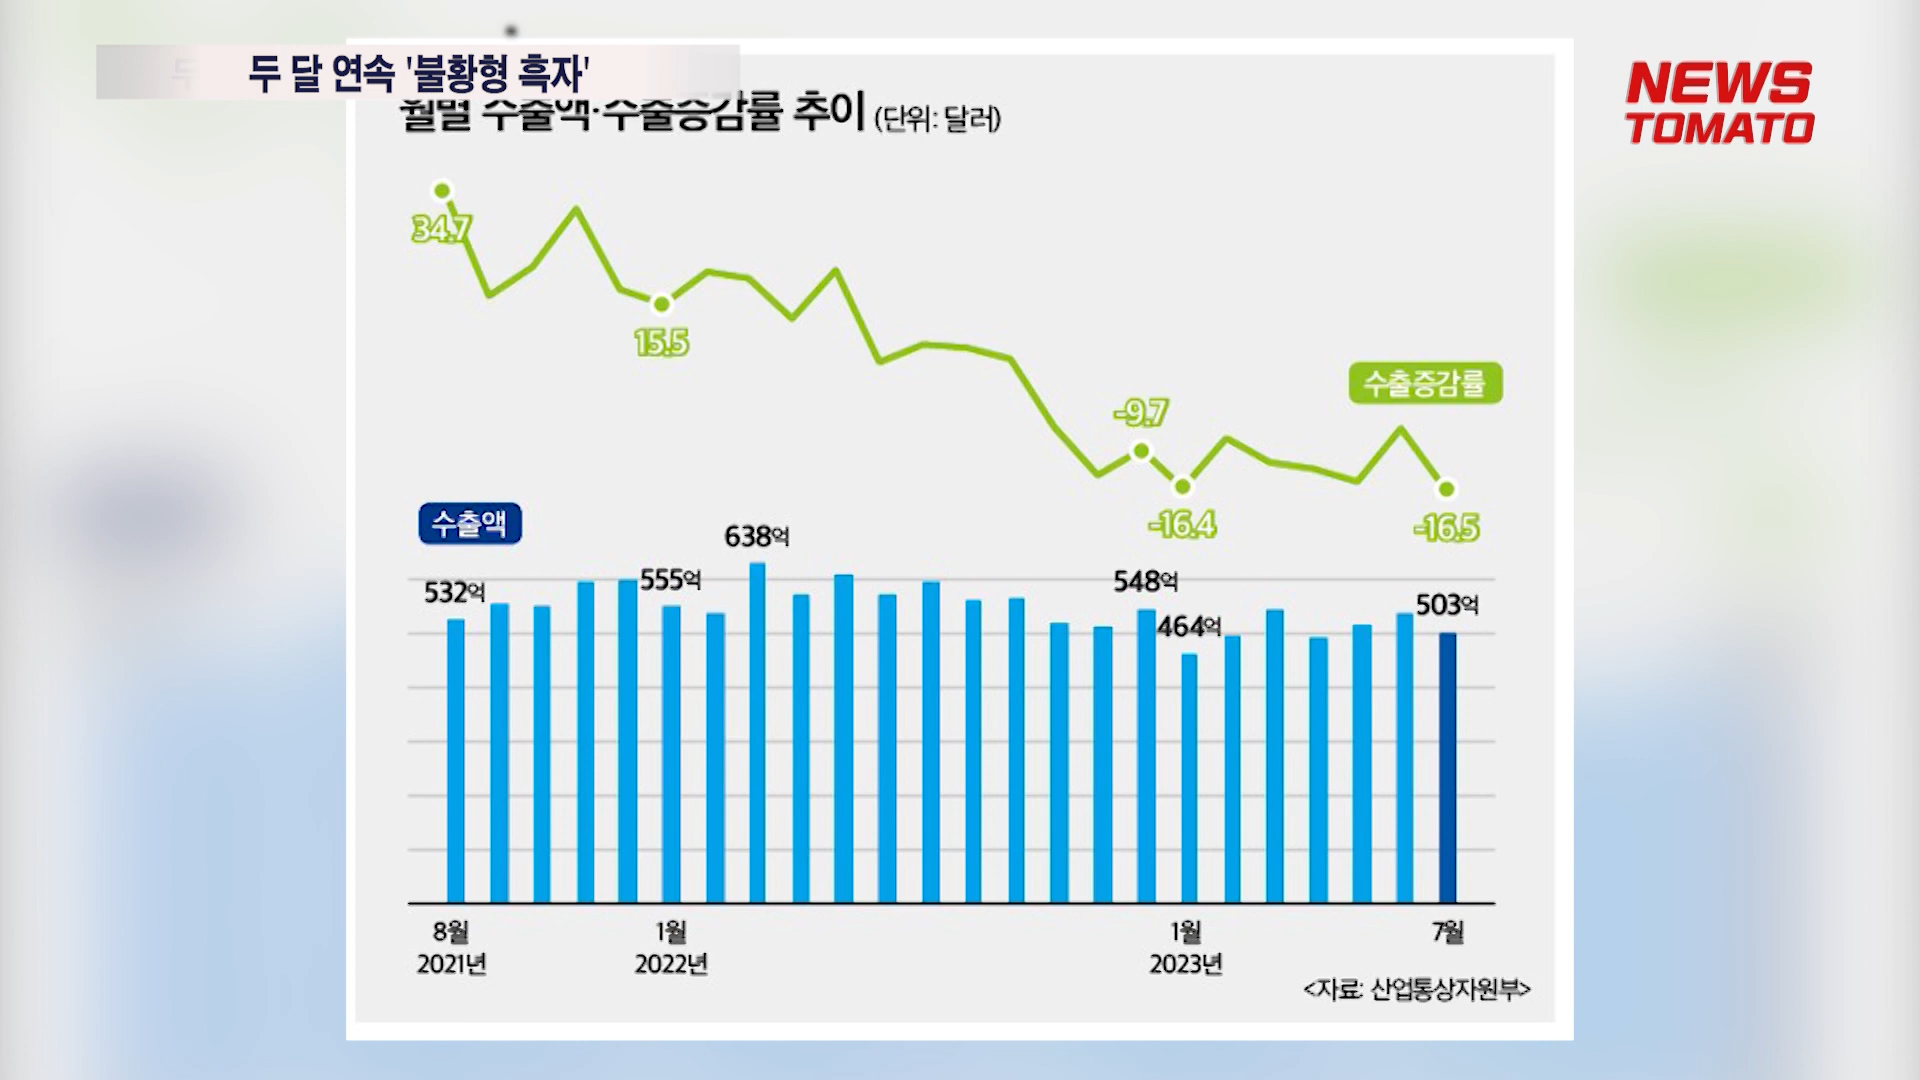 두 달 연속 '불황형 흑자'
NEWS
TOMATO
월별 수출액·수출증감률 추이 (단위: 달러)
34.7
15.5
-9.7
-16.4
-16.5
수출증감률
수출액
532억
555억
638억
548억
464억
503억
8월
2021년
1월
2022년
1월
2023년
7월
<자료: 산업통상자원부>